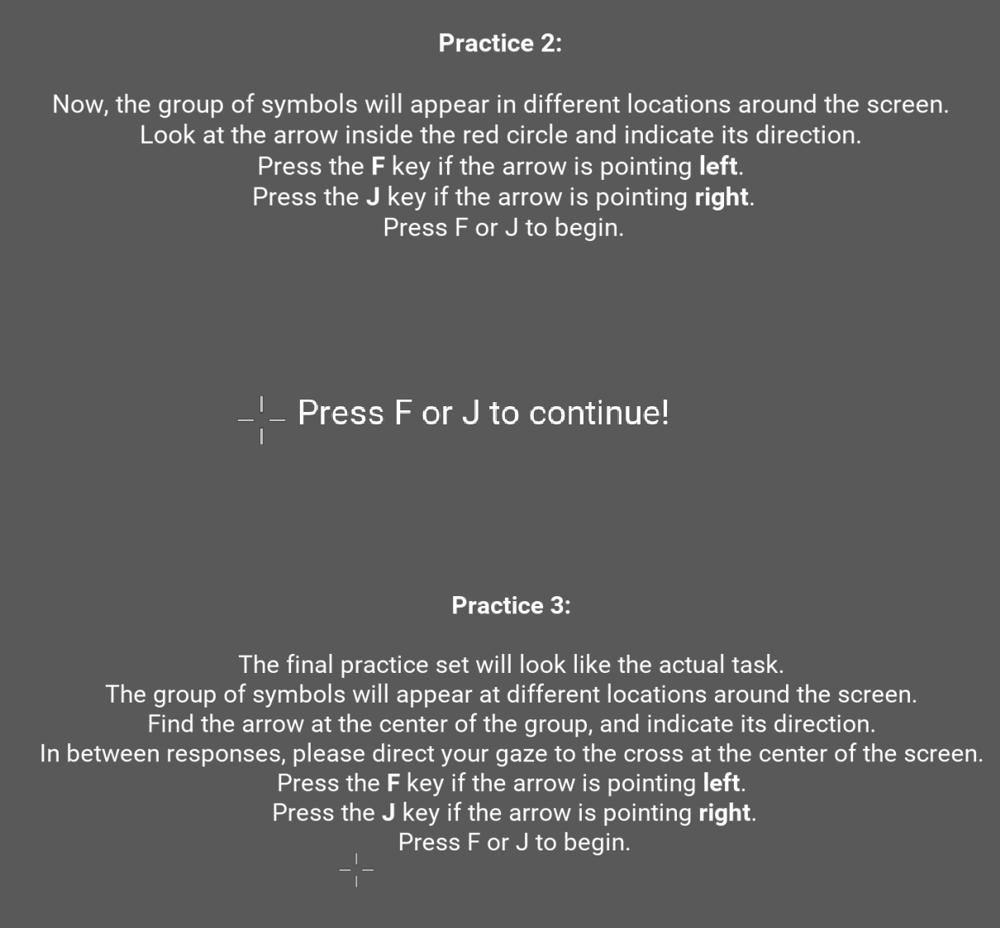 Practice 2:
Now, the group of symbols will appear in different locations around the screen.
Look at the arrow inside the red circle and indicate its direction.
Press the F key if the arrow is pointing left.
Press the J key if the arrow is pointing right.
Press F or J to begin.
Press F or J to continue!
Practice 3:
The final practice set will look like the actual task.
The group of symbols will appear at different locations around the screen.
Find the arrow at the center of the group, and indicate its direction.
In between responses, please direct your gaze to the cross at the center of the screen.
Press the F key if the arrow is pointing left.
Press the J key if the arrow is pointing right.
Press F or J to begin.